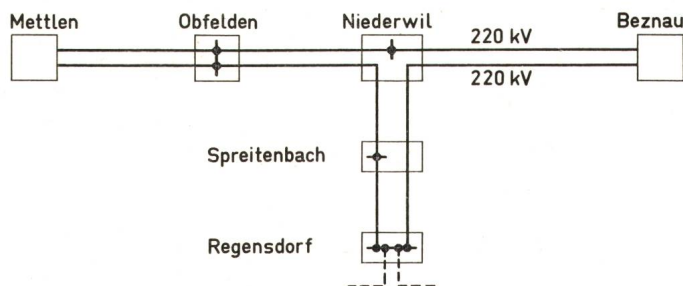 Mettlen Obfelden Niederwil Beznau
220 kV
220 kV
Spreitenbach
Regensdorf